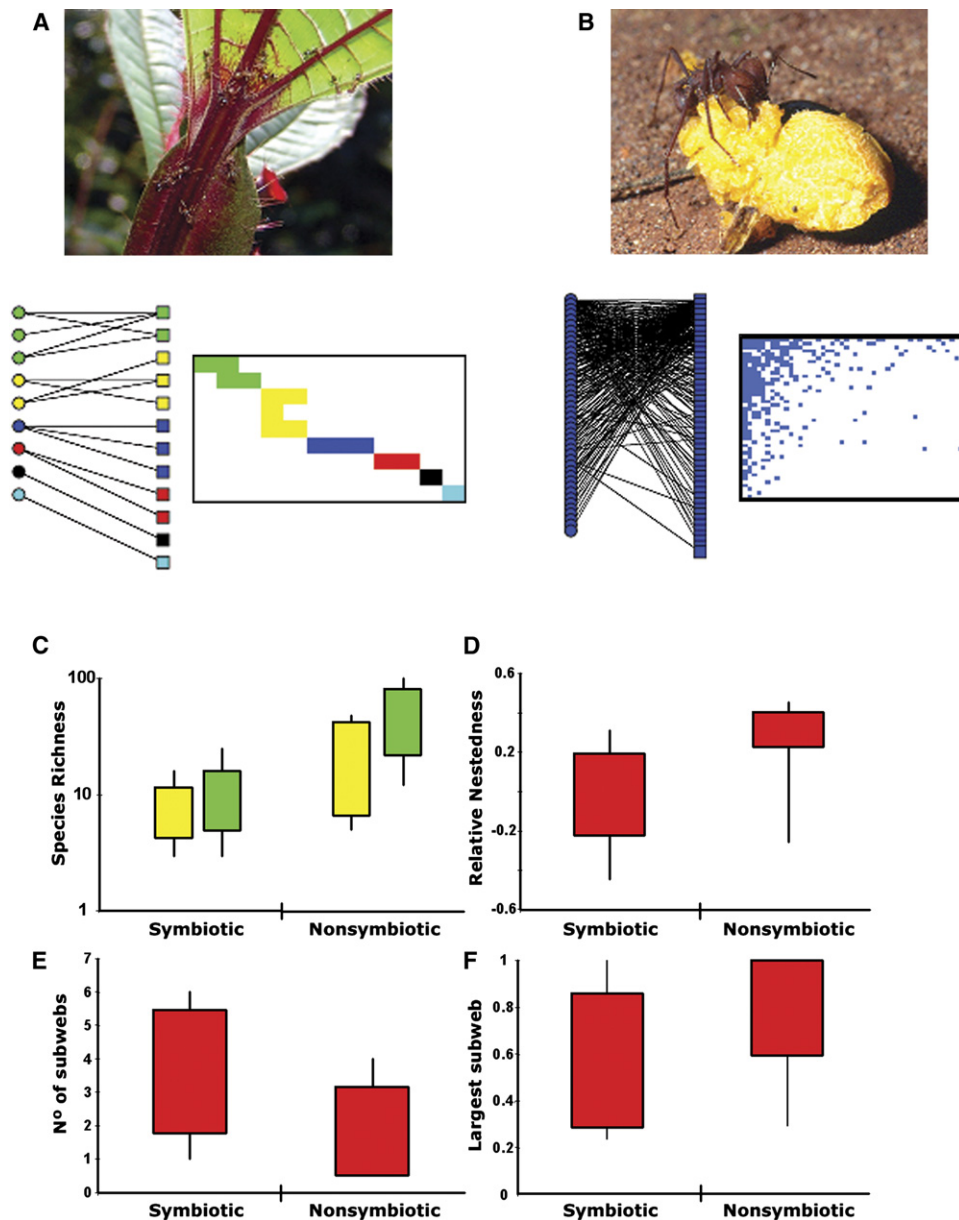 A
B
C
D
Species Richness
100
10
1
Symbiotic
Nonsymbiotic
Relative Nestedness
0.6
0.2
-0.2
-0.6
Symbiotic
Nonsymbiotic
E
F
Nº of subwebs
7
6
5
4
3
2
1
0
Symbiotic
Nonsymbiotic
Largest subweb
1
0.8
0.6
0.4
0.2
0
Symbiotic
Nonsymbiotic